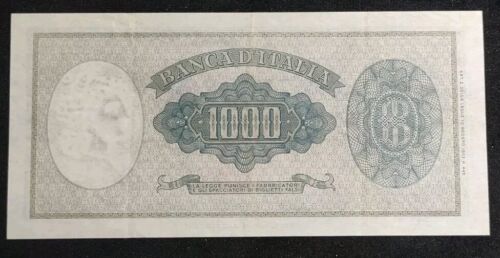 BANCA D'ITALIA
1000
LA LEGGE PUNISCE I FABBRICATORI
E GLI SPACCIATORI DI BIGLIETTI FALSI